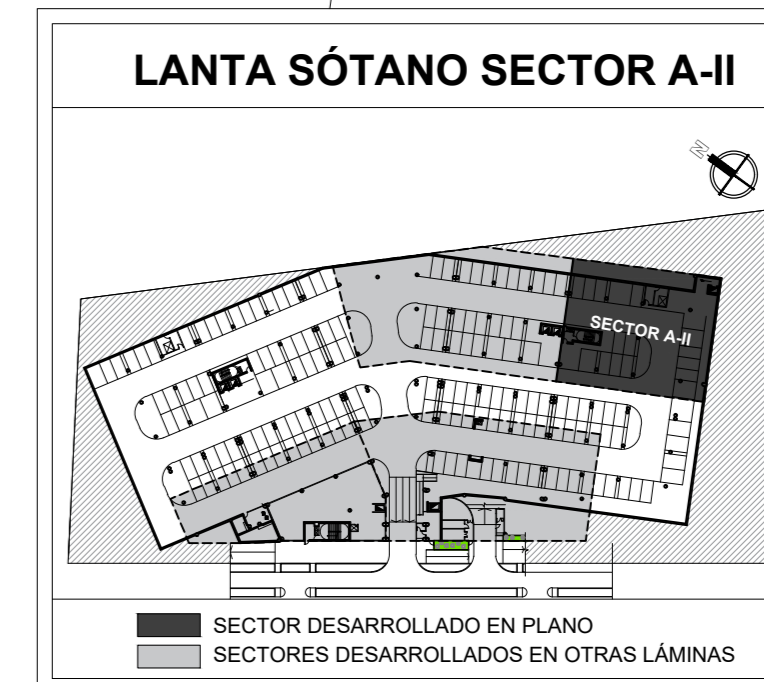 LANTA SÓTANO SECTOR A-II
N
SECTOR A-II
SECTOR DESARROLLADO EN PLANO
SECTORES DESARROLLADOS EN OTRAS LÁMINAS